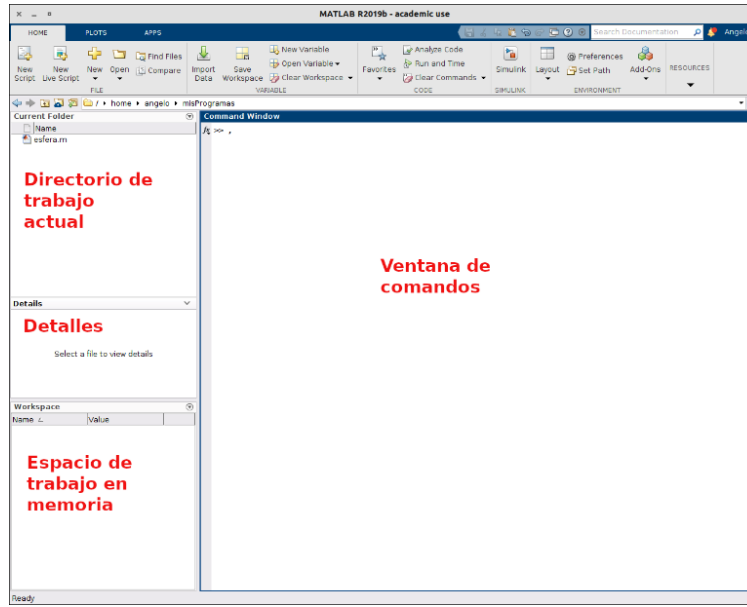 MATLAB R2019b - academic use
HOME PLOTS APPS Search Documentation Angelo
New Script New Live Script New Open Find Files Compare Import Data Save Workspace New Variable Open Variable Clear Workspace Favorites Analyze Code Run and Time Clear Commands Simulink Layout Preferences Set Path Add-Ons RESOURCES
FILE VARIABLE CODE SIMULINK ENVIRONMENT
/ home angelo misProgramas
Current Folder
Command Window
Name
fx >>
esfera.m
Directorio de
trabajo
actual
Ventana de
comandos
Details
Detalles
Select a file to view details
Workspace
Name Value
Espacio de
trabajo en
memoria
Ready